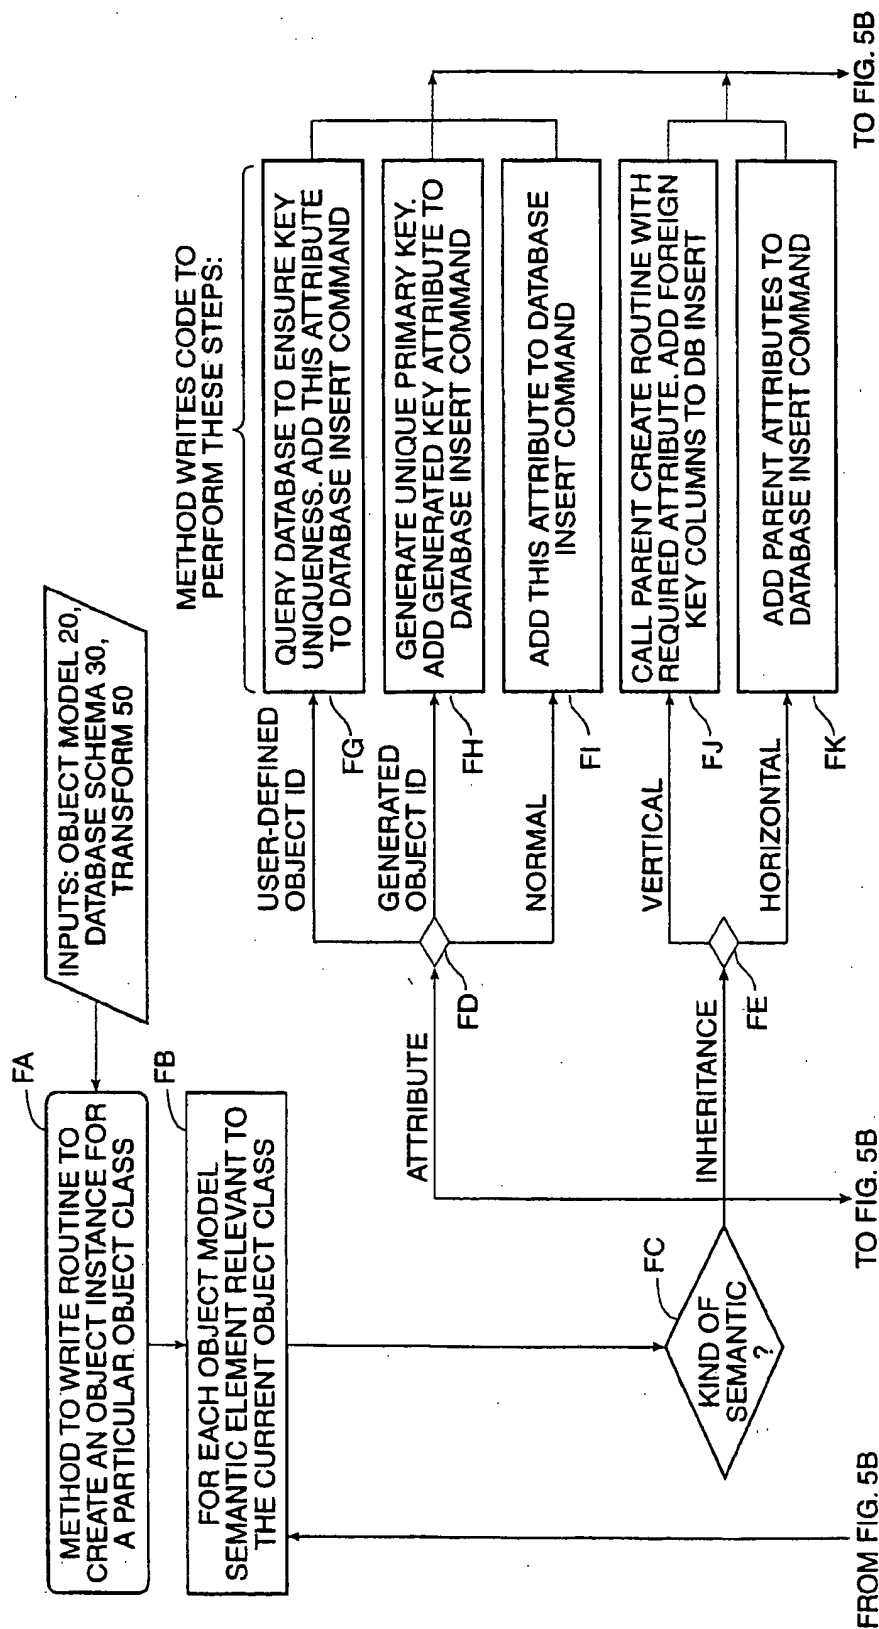 METHOD TO WRITE ROUTINE TO
CREATE AN OBJECT INSTANCE FOR
A PARTICULAR OBJECT CLASS
FA
INPUTS: OBJECT MODEL 20,
DATABASE SCHEMA 30,
TRANSFORM 50
FOR EACH OBJECT MODEL
SEMANTIC ELEMENT RELEVANT TO
THE CURRENT OBJECT CLASS
FB
METHOD WRITES CODE TO
PERFORM THESE STEPS:
USER-DEFINED
OBJECT ID
FG
QUERY DATABASE TO ENSURE KEY
UNIQUENESS. ADD THIS ATTRIBUTE
TO DATABASE INSERT COMMAND
ATTRIBUTE
FD
GENERATED
OBJECT ID
FH
GENERATE UNIQUE PRIMARY KEY.
ADD GENERATED KEY ATTRIBUTE TO
DATABASE INSERT COMMAND
NORMAL
FI
ADD THIS ATTRIBUTE TO DATABASE
INSERT COMMAND
KIND OF
SEMANTIC
?
FC
INHERITANCE
FE
VERTICAL
FJ
CALL PARENT CREATE ROUTINE WITH
REQUIRED ATTRIBUTE. ADD FOREIGN
KEY COLUMNS TO DB INSERT
HORIZONTAL
FK
ADD PARENT ATTRIBUTES TO
DATABASE INSERT COMMAND
FROM FIG. 5B
TO FIG. 5B
TO FIG. 5B